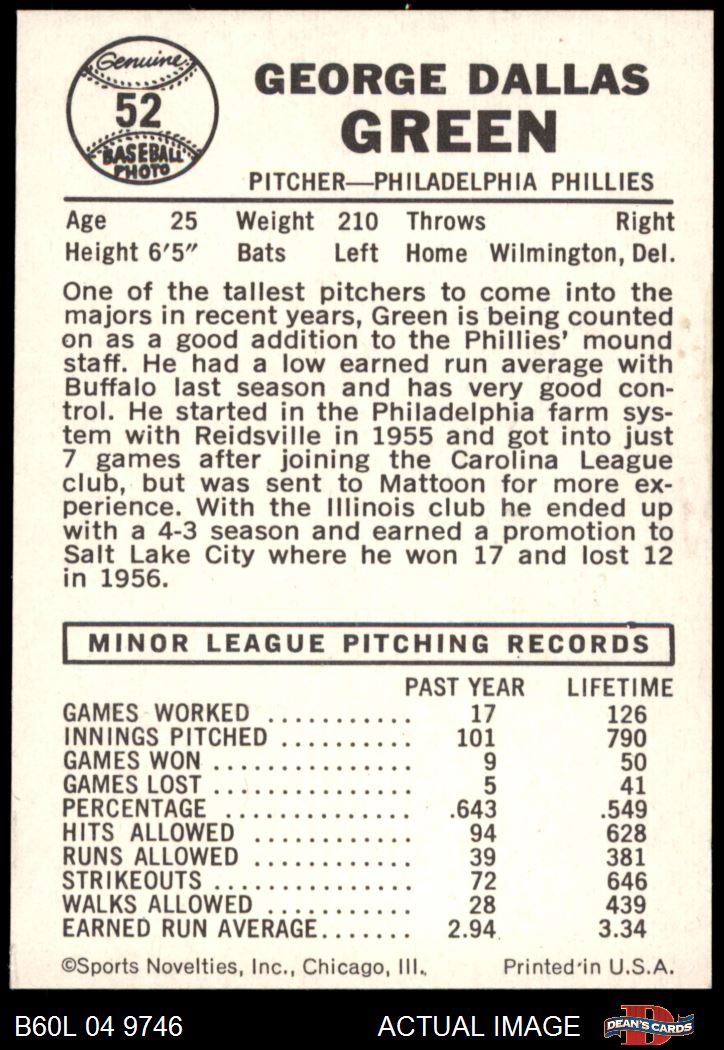 Genuine
52
BASEBALL
PHOTO
GEORGE DALLAS
GREEN
PITCHER—PHILADELPHIA PHILLIES
Age 25 Weight 210 Throws Right
Height 6'5" Bats Left Home Wilmington, Del.
One of the tallest pitchers to come into the
majors in recent years, Green is being counted
on as a good addition to the Phillies' mound
staff. He had a low earned run average with
Buffalo last season and has very good con-
trol. He started in the Philadelphia farm sys-
tem with Reidsville in 1955 and got into just
7 games after joining the Carolina League
club, but was sent to Mattoon for more ex-
perience. With the Illinois club he ended up
with a 4-3 season and earned a promotion to
Salt Lake City where he won 17 and lost 12
in 1956.
MINOR LEAGUE PITCHING RECORDS
PAST YEAR LIFETIME
GAMES WORKED ........... 17 126
INNINGS PITCHED .......... 101 790
GAMES WON ............... 9 50
GAMES LOST ............... 5 41
PERCENTAGE .............. .643 .549
HITS ALLOWED ............ 94 628
RUNS ALLOWED ............ 39 381
STRIKEOUTS ............... 72 646
WALKS ALLOWED ........... 28 439
EARNED RUN AVERAGE....... 2.94 3.34
©Sports Novelties, Inc., Chicago, Ill. Printed in U.S.A.
B60L 04 9746 ACTUAL IMAGE DEAN'S CARDS